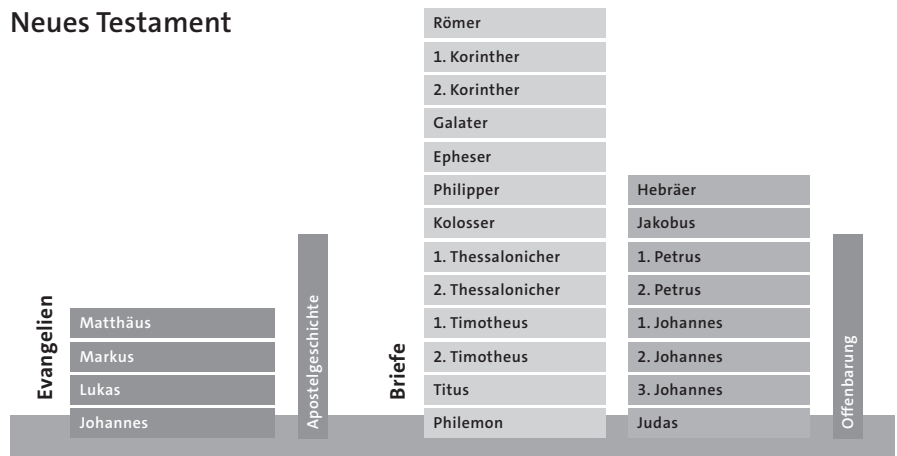 Neues Testament
Evangelien
Matthäus
Markus
Lukas
Johannes
Apostelgeschichte
Briefe
Römer
1. Korinther
2. Korinther
Galater
Epheser
Philipper
Kolosser
1. Thessalonicher
2. Thessalonicher
1. Timotheus
2. Timotheus
Titus
Philemon
Hebräer
Jakobus
1. Petrus
2. Petrus
1. Johannes
2. Johannes
3. Johannes
Judas
Offenbarung